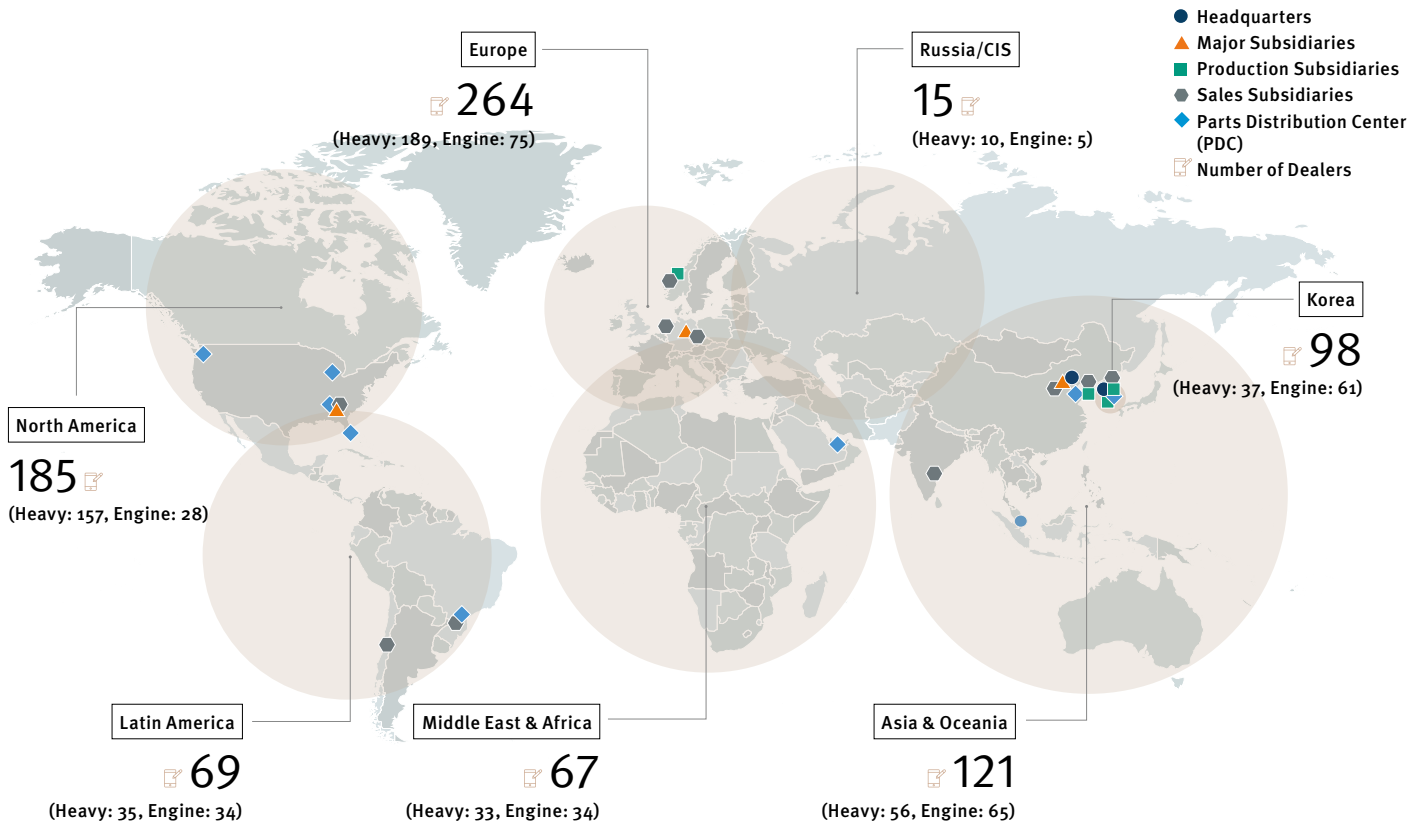 Headquarters
Major Subsidiaries
Production Subsidiaries
Sales Subsidiaries
Parts Distribution Center
(PDC)
Number of Dealers
Europe
264
(Heavy: 189, Engine: 75)
Russia/CIS
15
(Heavy: 10, Engine: 5)
Korea
98
(Heavy: 37, Engine: 61)
North America
185
(Heavy: 157, Engine: 28)
Latin America
69
(Heavy: 35, Engine: 34)
Middle East & Africa
67
(Heavy: 33, Engine: 34)
Asia & Oceania
121
(Heavy: 56, Engine: 65)